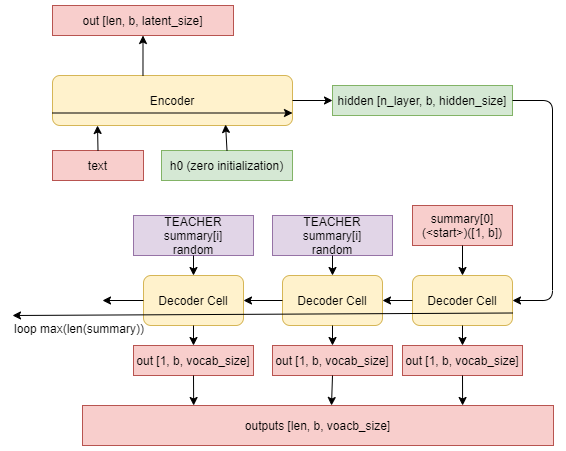 out [len, b, latent_size]
Encoder
hidden [n_layer, b, hidden_size]
text
h0 (zero initialization)
TEACHER
summary[i]
random
TEACHER
summary[i]
random
summary[0]
(<start>)([1, b])
Decoder Cell
Decoder Cell
Decoder Cell
loop max(len(summary))
out [1, b, vocab_size]
out [1, b, vocab_size]
out [1, b, vocab_size]
outputs [len, b, voacb_size]